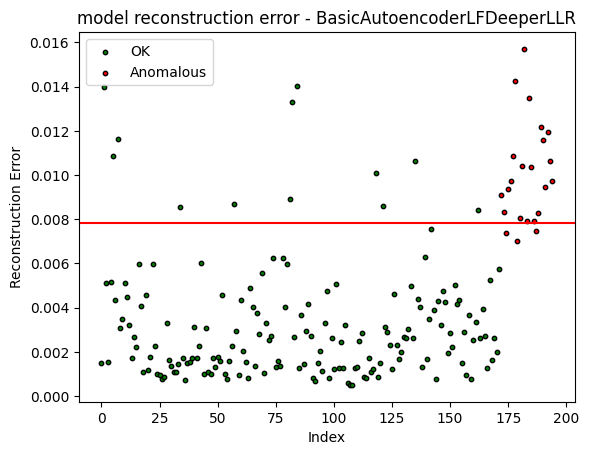 model reconstruction error - BasicAutoencoderLFDeeperLLR
OK
Anomalous
Reconstruction Error
0.016
0.014
0.012
0.010
0.008
0.006
0.004
0.002
0.000
0 25 50 75 100 125 150 175 200
Index